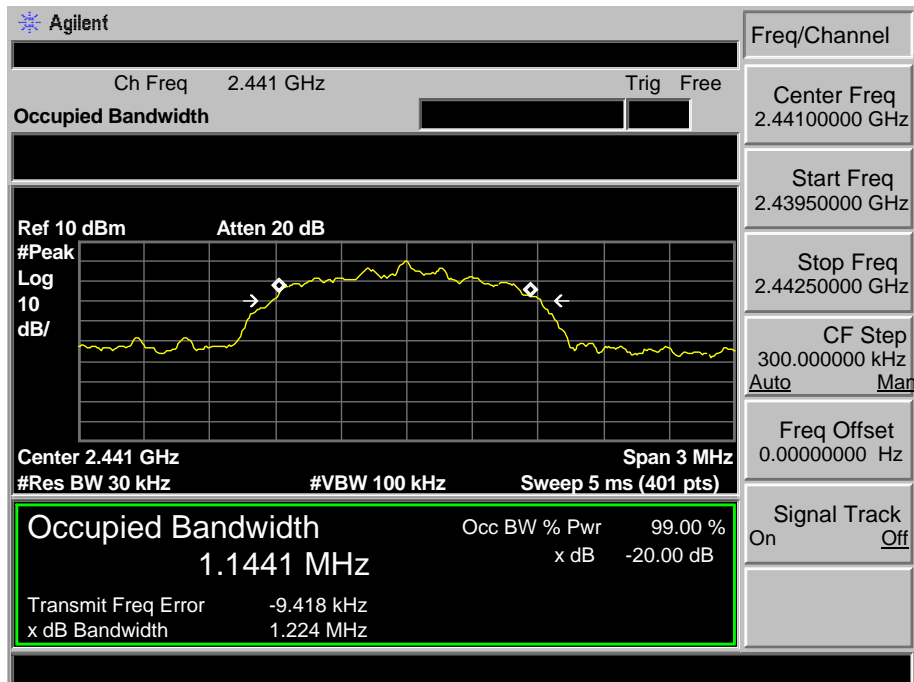 Agilent
Ch Freq 2.441 GHz Trig Free
Occupied Bandwidth
Ref 10 dBm Atten 20 dB
#Peak
Log
10
dB/
Center 2.441 GHz Span 3 MHz
#Res BW 30 kHz #VBW 100 kHz Sweep 5 ms (401 pts)
Occupied Bandwidth
1.1441 MHz
Occ BW % Pwr 99.00 %
x dB -20.00 dB
Transmit Freq Error -9.418 kHz
x dB Bandwidth 1.224 MHz
Freq/Channel
Center Freq
2.44100000 GHz
Start Freq
2.43950000 GHz
Stop Freq
2.44250000 GHz
CF Step
300.000000 kHz
Auto Man
Freq Offset
0.00000000 Hz
Signal Track
On Off